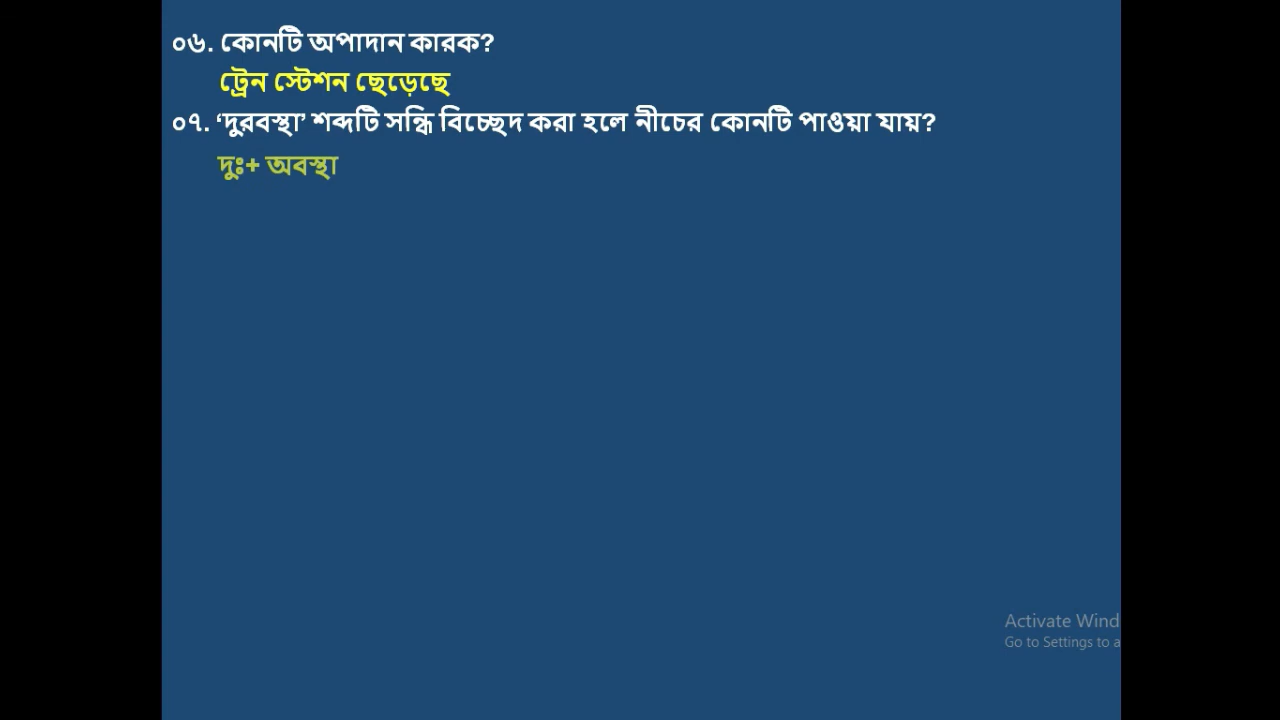 ০৬. কোনটি অপাদান কারক?
ট্রেন স্টেশন ছেড়েছে
০৭. ‘দুরবস্থা’ শব্দটি সন্ধি বিচ্ছেদ করা হলে নীচের কোনটি পাওয়া যায়?
দুঃ+ অবস্থা
Activate Wind
Go to Settings to a